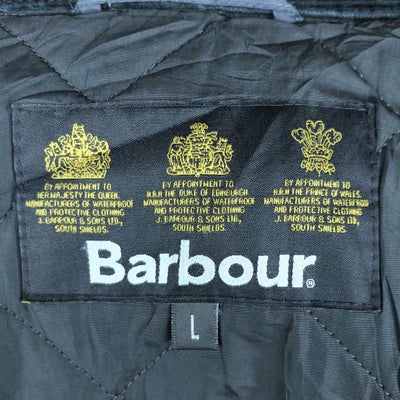 BY APPOINTMENT TO
HER MAJESTY THE QUEEN,
MANUFACTURERS OF WATERPROOF
AND PROTECTIVE CLOTHING
J. BARBOUR & SONS LTD.,
SOUTH SHIELDS.
BY APPOINTMENT TO
H.R.H THE DUKE OF EDINBURGH.
MANUFACTURERS OF WATERPROOF
AND PROTECTIVE CLOTHING
J. BARBOUR & SONS LTD.,
SOUTH SHIELDS.
BY APPOINTMENT TO
H.R.H THE PRINCE OF WALES.
MANUFACTURERS OF WATERPROOF
AND PROTECTIVE CLOTHING
J. BARBOUR & SONS LTD.,
SOUTH SHIELDS.
Barbour®
L